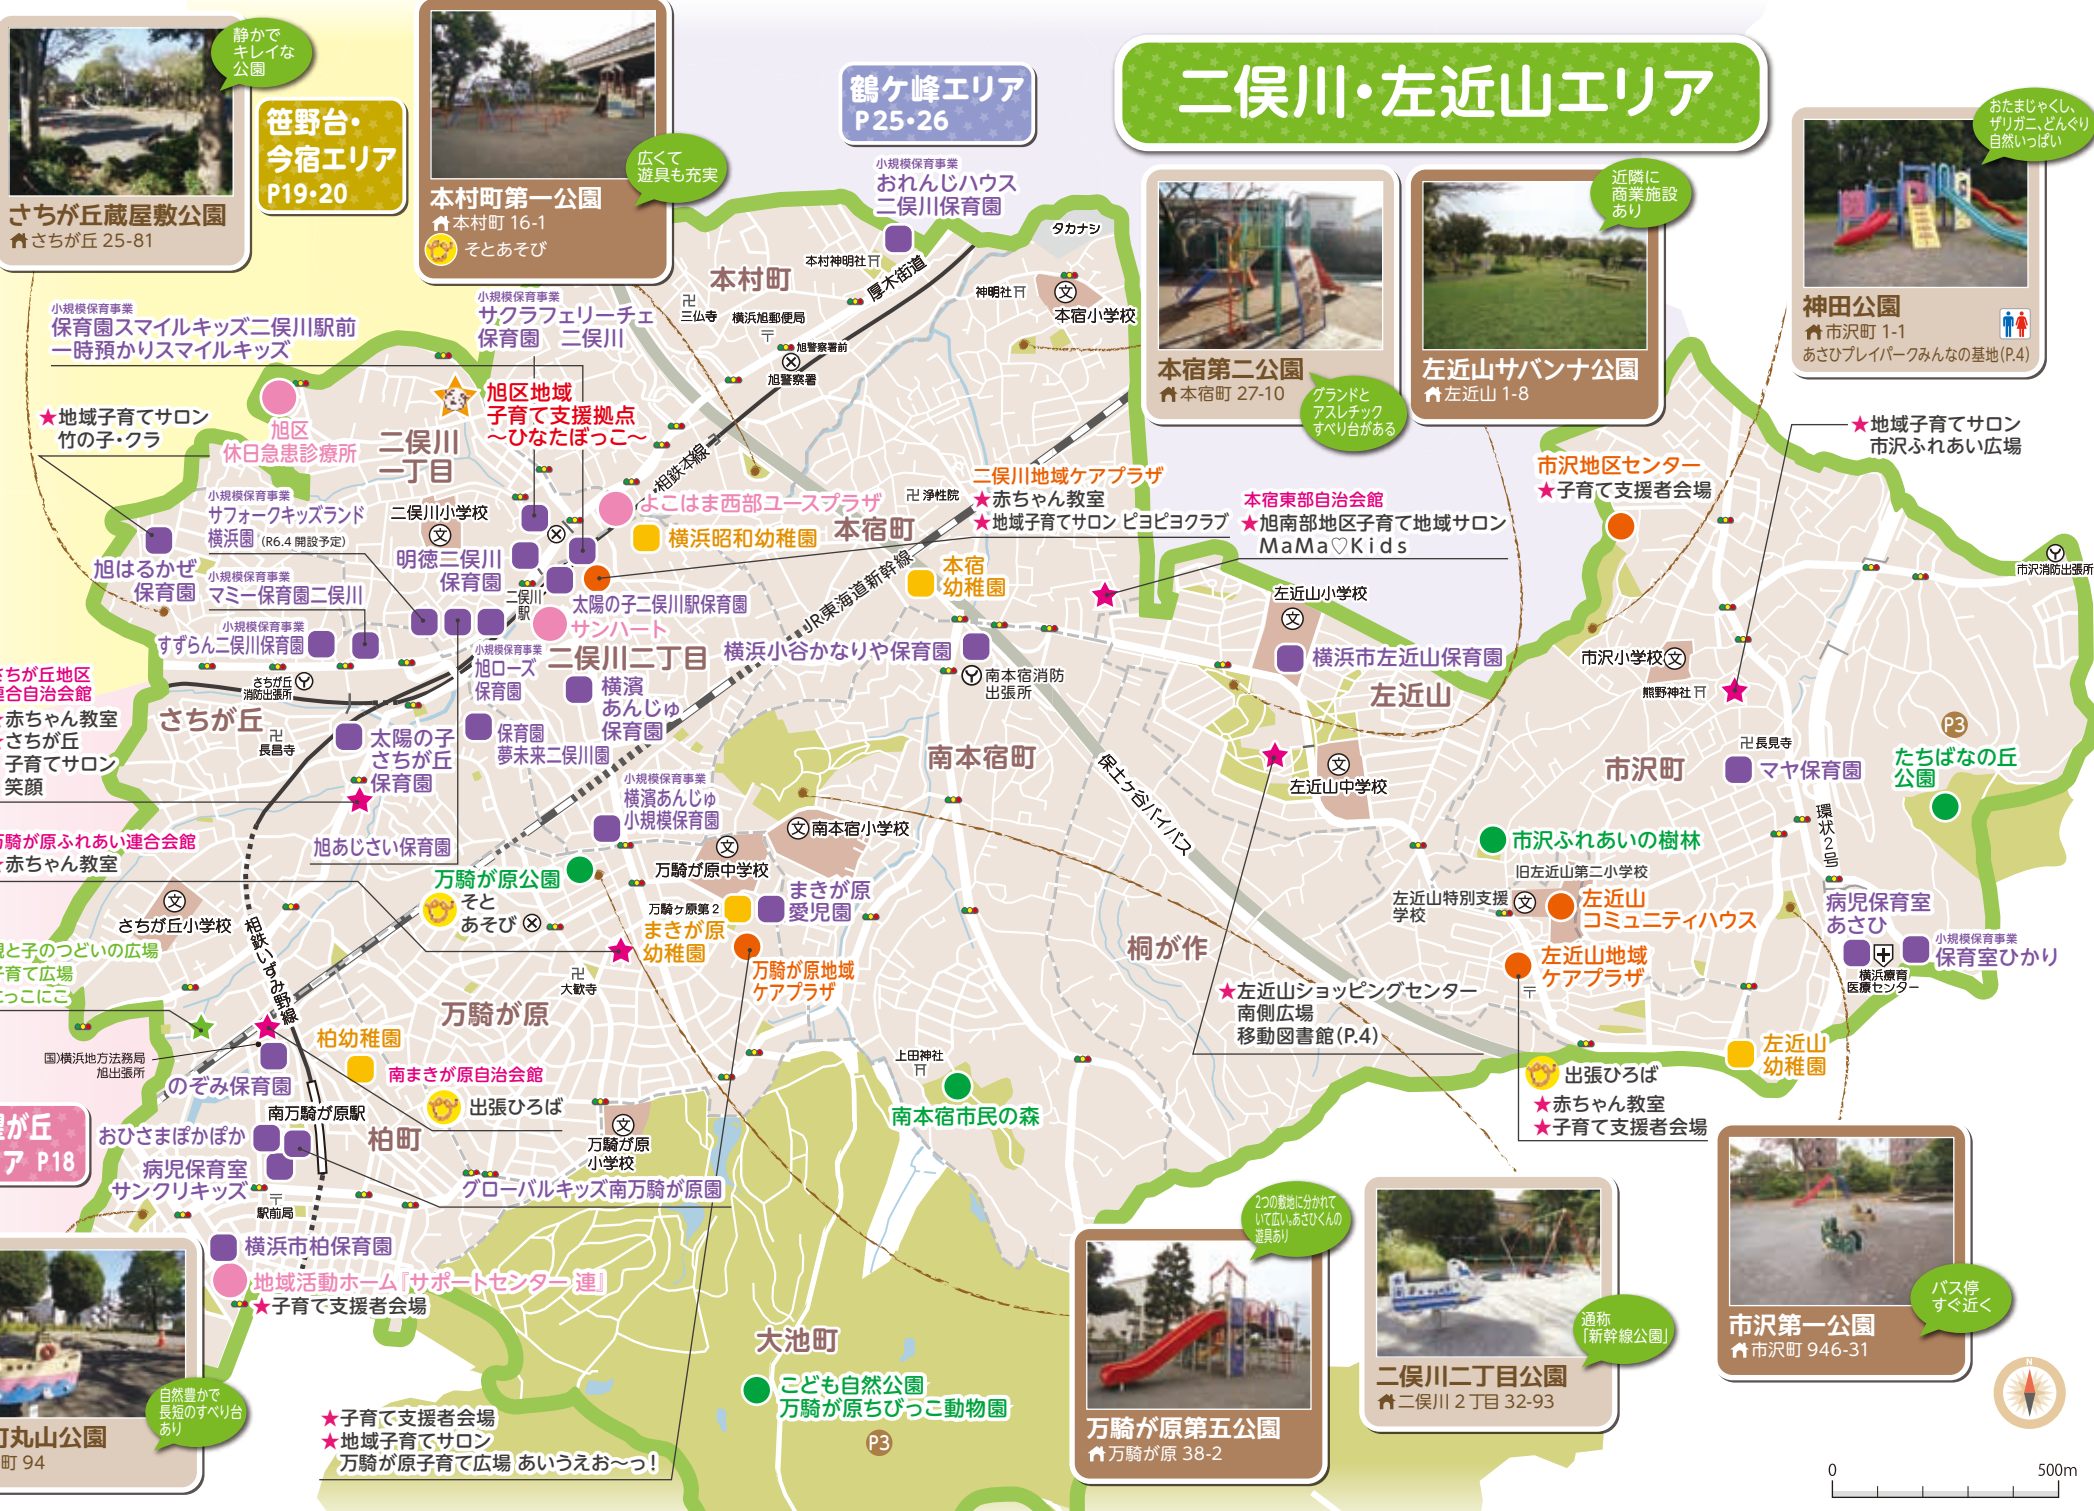 二俣川・左近山エリア
静かで
キレイな
公園
さちが丘蔵屋敷公園
さちが丘 25-81
笹野台・
今宿エリア
P19・20
広くて
遊具も充実
本村町第一公園
本村町 16-1
そとあそび
鶴ケ峰エリア
P25・26
小規模保育事業
おれんじハウス
二俣川保育園
タカナシ
本村神明社
厚木街道
本村町
三仏寺
横浜旭郵便局
旭警察署前
旭警察署
神明社
文
本宿小学校
本宿第二公園
本宿町 27-10
グランドと
アスレチック
すべり台がある
近隣に
商業施設
あり
左近山サバンナ公園
左近山 1-8
おたまじゃくし、
ザリガニ、どんぐり
自然いっぱい
神田公園
市沢町 1-1
あさひプレイパークみんなの基地(P.4)
小規模保育事業
保育園スマイルキッズ二俣川駅前
一時預かりスマイルキッズ
小規模保育事業
サクラフェリーチェ
保育園 二俣川
★地域子育てサロン
竹の子・クラ
旭区
休日急患診療所
二俣川
一丁目
旭区地域
子育て支援拠点
〜ひなたぼっこ〜
相鉄本線
小規模保育事業
サフォークキッズランド
横浜園 (R6.4 開設予定)
二俣川小学校
文
よこはま西部ユースプラザ
横浜昭和幼稚園
本宿町
浄性院
二俣川地域ケアプラザ
★赤ちゃん教室
★地域子育てサロン ピヨピヨクラブ
本宿東部自治会館
★旭南部地区子育て地域サロン
MaMa♡Kids
市沢地区センター
★子育て支援者会場
★地域子育てサロン
市沢ふれあい広場
市沢消防出張所
旭はるかぜ
保育園
小規模保育事業
マミー保育園二俣川
明徳二俣川
保育園
二俣川
駅
太陽の子二俣川駅保育園
サンハート
JR東海道新幹線
本宿
幼稚園
左近山小学校
文
小規模保育事業
すずらん二俣川保育園
小規模保育事業
旭ローズ
保育園
二俣川二丁目
横浜小谷かなりや保育園
南本宿消防
出張所
横浜市左近山保育園
左近山
市沢小学校
文
熊野神社
さちが丘
消防出張所
さちが丘
長昌寺
太陽の子
さちが丘
保育園
横濱
あんじゅ
保育園
保育園
夢未来二俣川園
小規模保育事業
横濱あんじゅ
小規模保育園
さちが丘地区
連合自治会館
赤ちゃん教室
さちが丘
子育てサロン
笑顔
旭あじさい保育園
万騎が原ふれあい連合会館
赤ちゃん教室
南本宿町
保土ヶ谷バイパス
文
左近山中学校
市沢町
長見寺
マヤ保育園
P3
たちばなの丘
公園
環状2号
市沢ふれあいの樹林
旧左近山第二小学校
左近山特別支援
学校
文
左近山
コミュニティハウス
左近山地域
ケアプラザ
病児保育室
あさひ
小規模保育事業
保育室ひかり
横浜療育
医療センター
文
さちが丘小学校
相鉄いずみ野線
万騎が原公園
そと
あそび
文
万騎が原中学校
文
南本宿小学校
万騎ヶ原第2
まきが原
愛児園
まきが原
幼稚園
万騎が原地域
ケアプラザ
大歓寺
万騎が原
桐が作
親と子のつどいの広場
子育て広場
にっこにこ
国)横浜地方法務局
旭出張所
のぞみ保育園
柏幼稚園
南まきが原自治会館
出張ひろば
南万騎が原駅
柏町
上田神社
南本宿市民の森
★左近山ショッピングセンター
南側広場
移動図書館(P.4)
出張ひろば
★赤ちゃん教室
★子育て支援者会場
左近山
幼稚園
望が丘
ア P18
おひさまぽかぽか
病児保育室
サンクリキッズ
駅前局
文
万騎が原
小学校
グローバルキッズ南万騎が原園
横浜市柏保育園
地域活動ホーム『サポートセンター 連』
★子育て支援者会場
自然豊かで
長短のすべり台
あり
町丸山公園
町 94
★子育て支援者会場
★地域子育てサロン
万騎が原子育て広場 あいうえお〜っ!
大池町
こども自然公園
万騎が原ちびっこ動物園
P3
2つの敷地に分かれて
いて広い。あさひくんの
遊具あり
万騎が原第五公園
万騎が原 38-2
通称
「新幹線公園」
二俣川二丁目公園
二俣川 2 丁目 32-93
バス停
すぐ近く
市沢第一公園
市沢町 946-31
N
0 500m